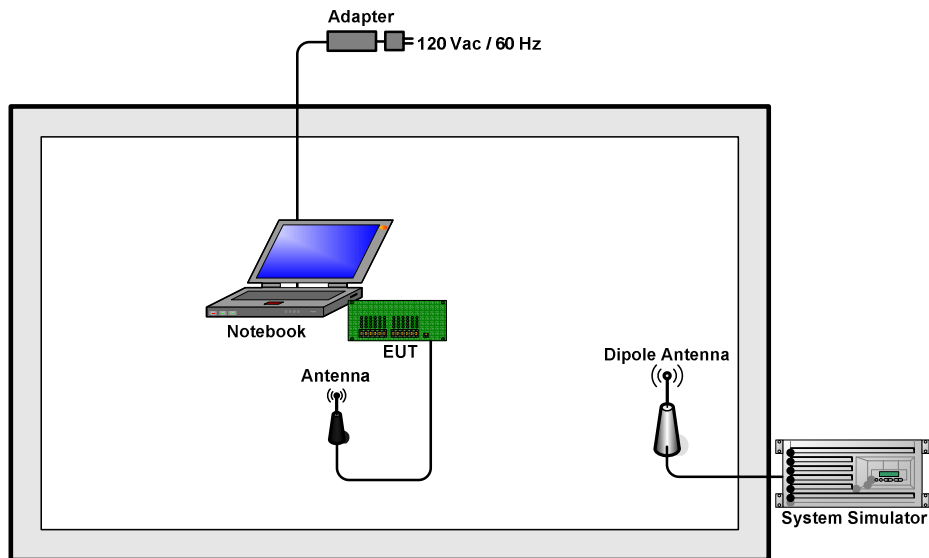 Adapter
120 Vac / 60 Hz
Notebook
EUT
Antenna
Dipole Antenna
System Simulator